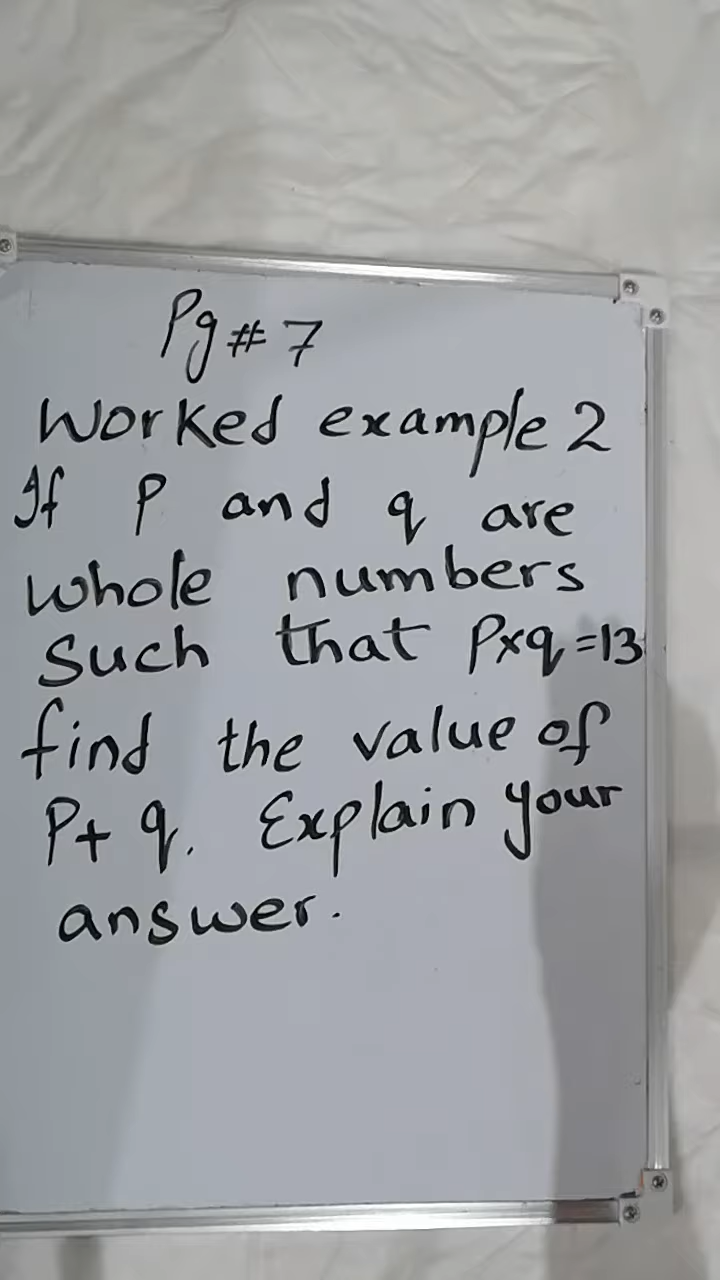 Pg # 7
Worked example 2
If p and q are
whole numbers
Such that p×q=13
find the value of
P+ q. Explain your
answer.